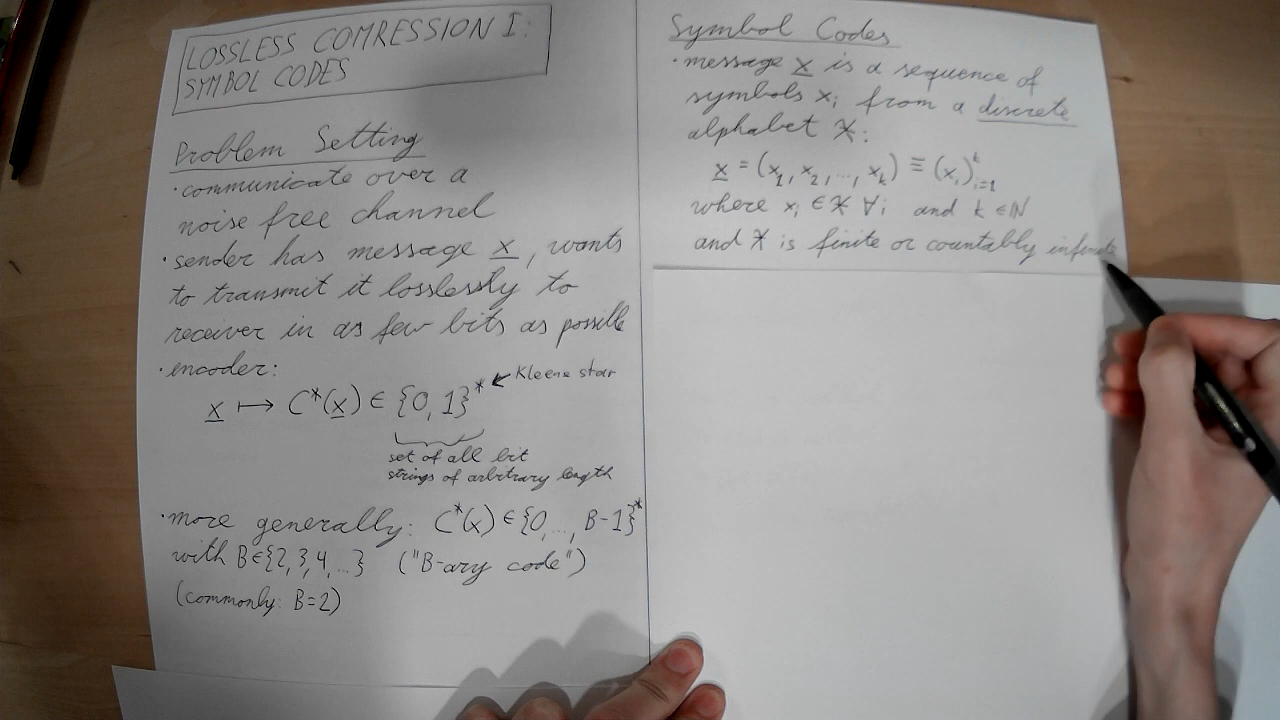 LOSSLESS COMRESSION I:
SYMBOL CODES
Problem Setting
· communicate over a
noise free channel
· sender has message x, wants
to transmit it losslessly to
receiver in as few bits as possible
· encoder:
x ↦ C*(x) ∈ {0, 1}* ← Kleene star
set of all bit
strings of arbitrary length
· more generally: C*(x) ∈ {0, ..., B-1}*
with B∈{2,3,4,...} ("B-ary code")
(commonly: B=2)
Symbol Codes
· message x is a sequence of
symbols xᵢ from a discrete
alphabet 𝔛:
x = (x₁, x₂, ..., xₖ) ≡ (xᵢ)ᵏᵢ₌₁
where xᵢ ∈ 𝔛 ∀i and k ∈ ℕ
and 𝔛 is finite or countably infinite